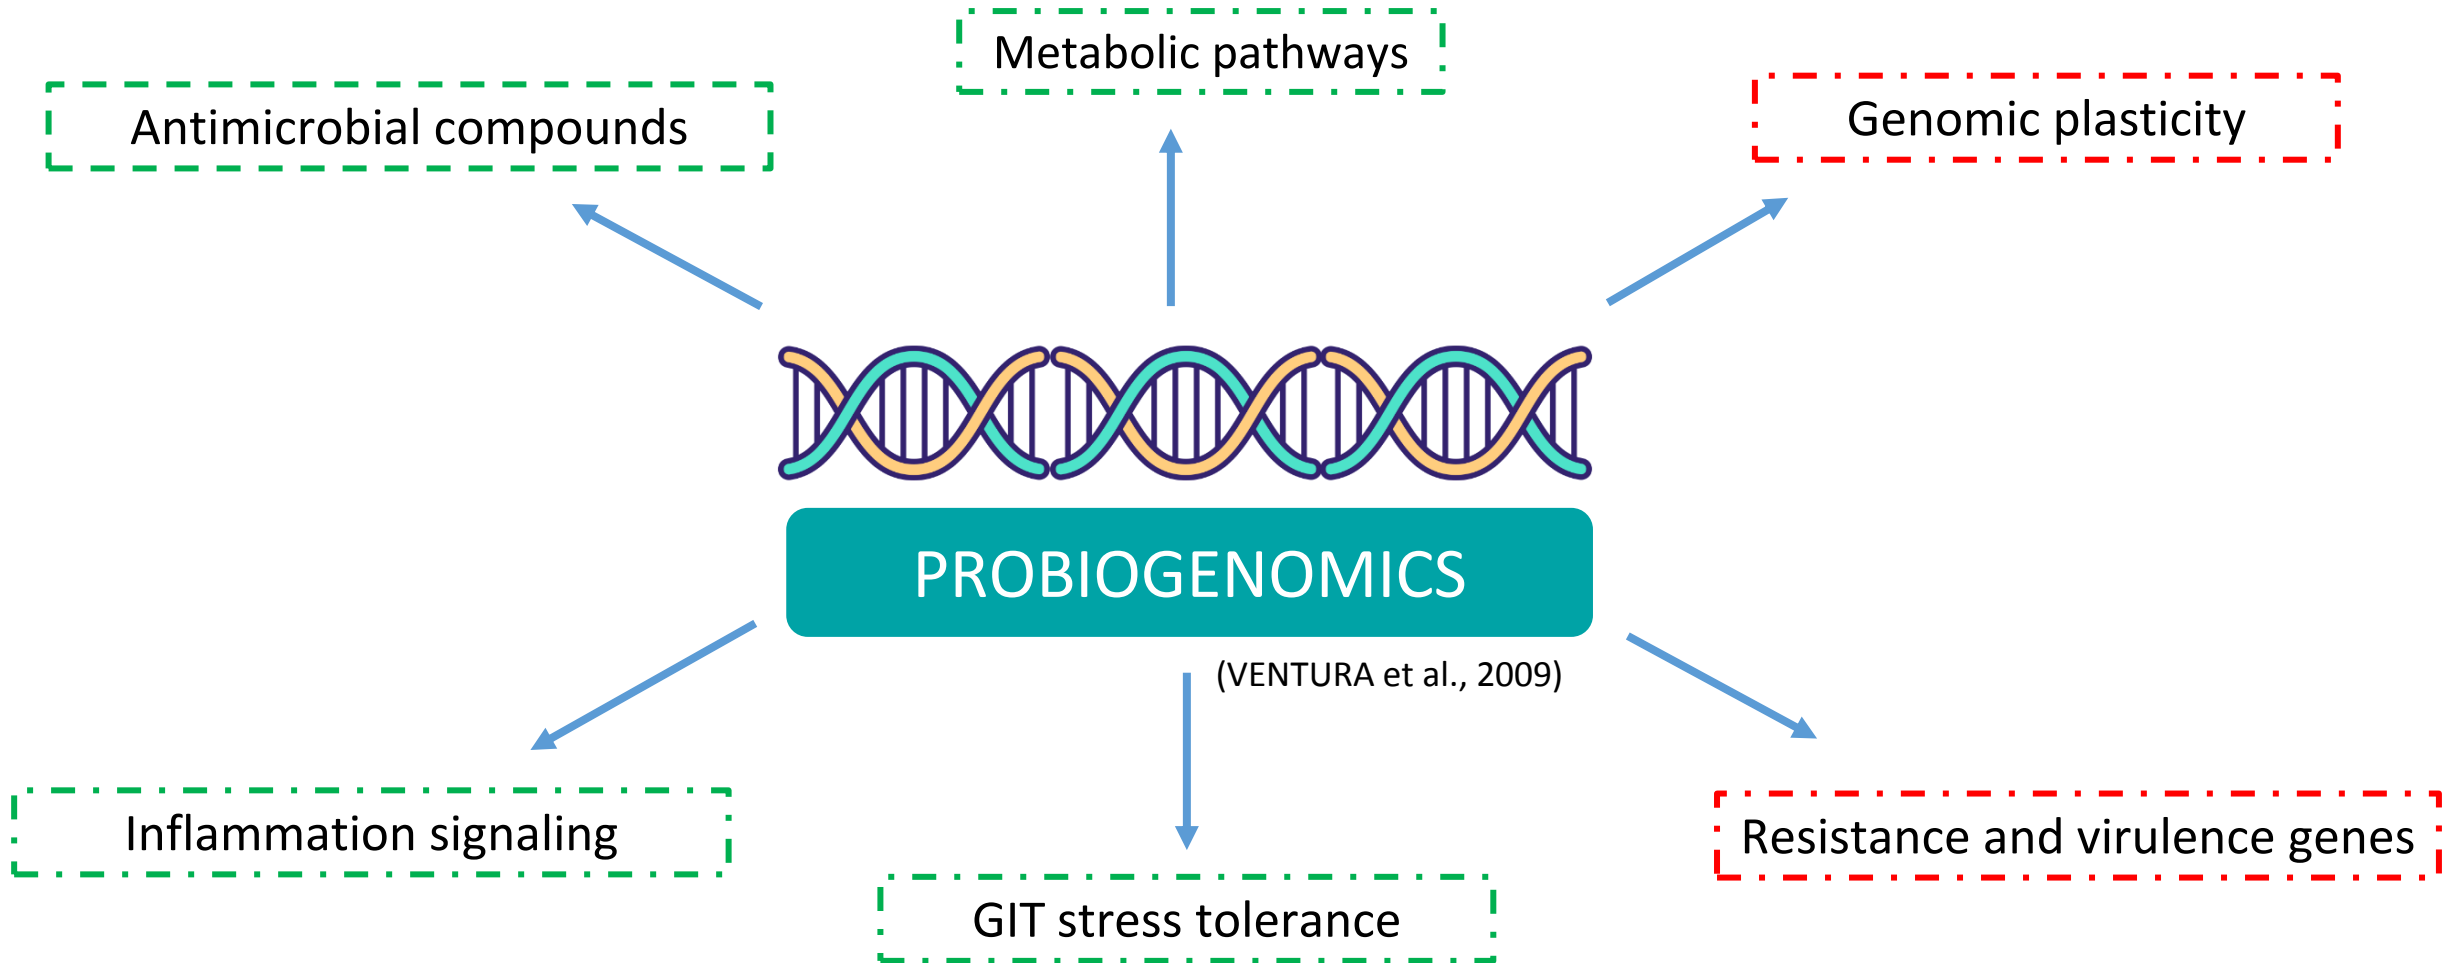 Metabolic pathways
Antimicrobial compounds
Genomic plasticity
PROBIOGENOMICS
(VENTURA et al., 2009)
Inflammation signaling
Resistance and virulence genes
GIT stress tolerance